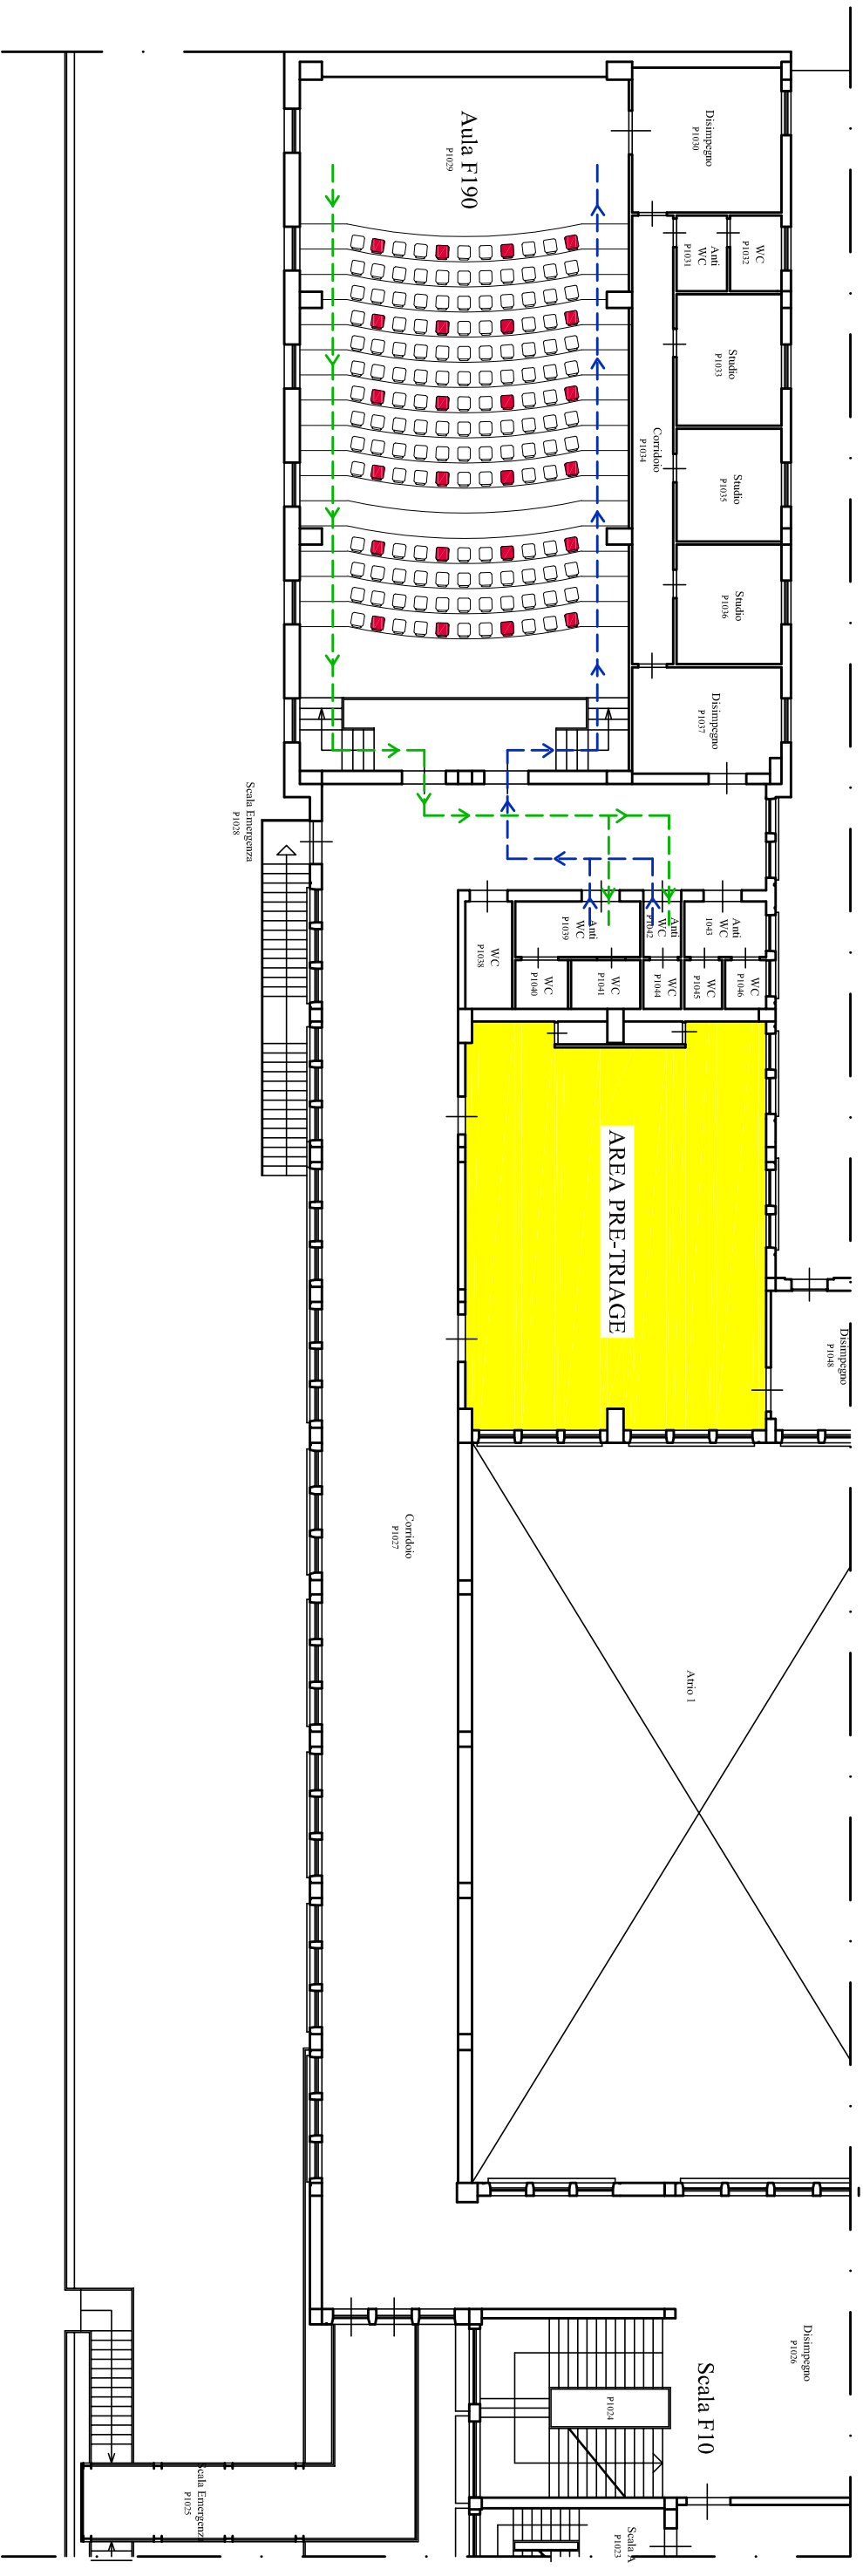 Disimpegno
P1030
Aula F190
P1029
WC
P1032
Anti
WC
P1031
Studio
P1033
Corridoio
P1034
Studio
P1035
Studio
P1036
Disimpegno
P1037
Scala Emergenza
P1028
Anti
WC
1043
Anti
WC
P1042
Anti
WC
P1039
WC
P1038
WC
P1046
WC
P1045
WC
P1044
WC
P1041
WC
P1040
AREA PRE-TRIAGE
Disimpegno
P1048
Corridoio
P1027
Atrio 1
Disimpegno
P1026
Scala F10
P1024
Scala Emergenza
P1025
Scala A
P1023